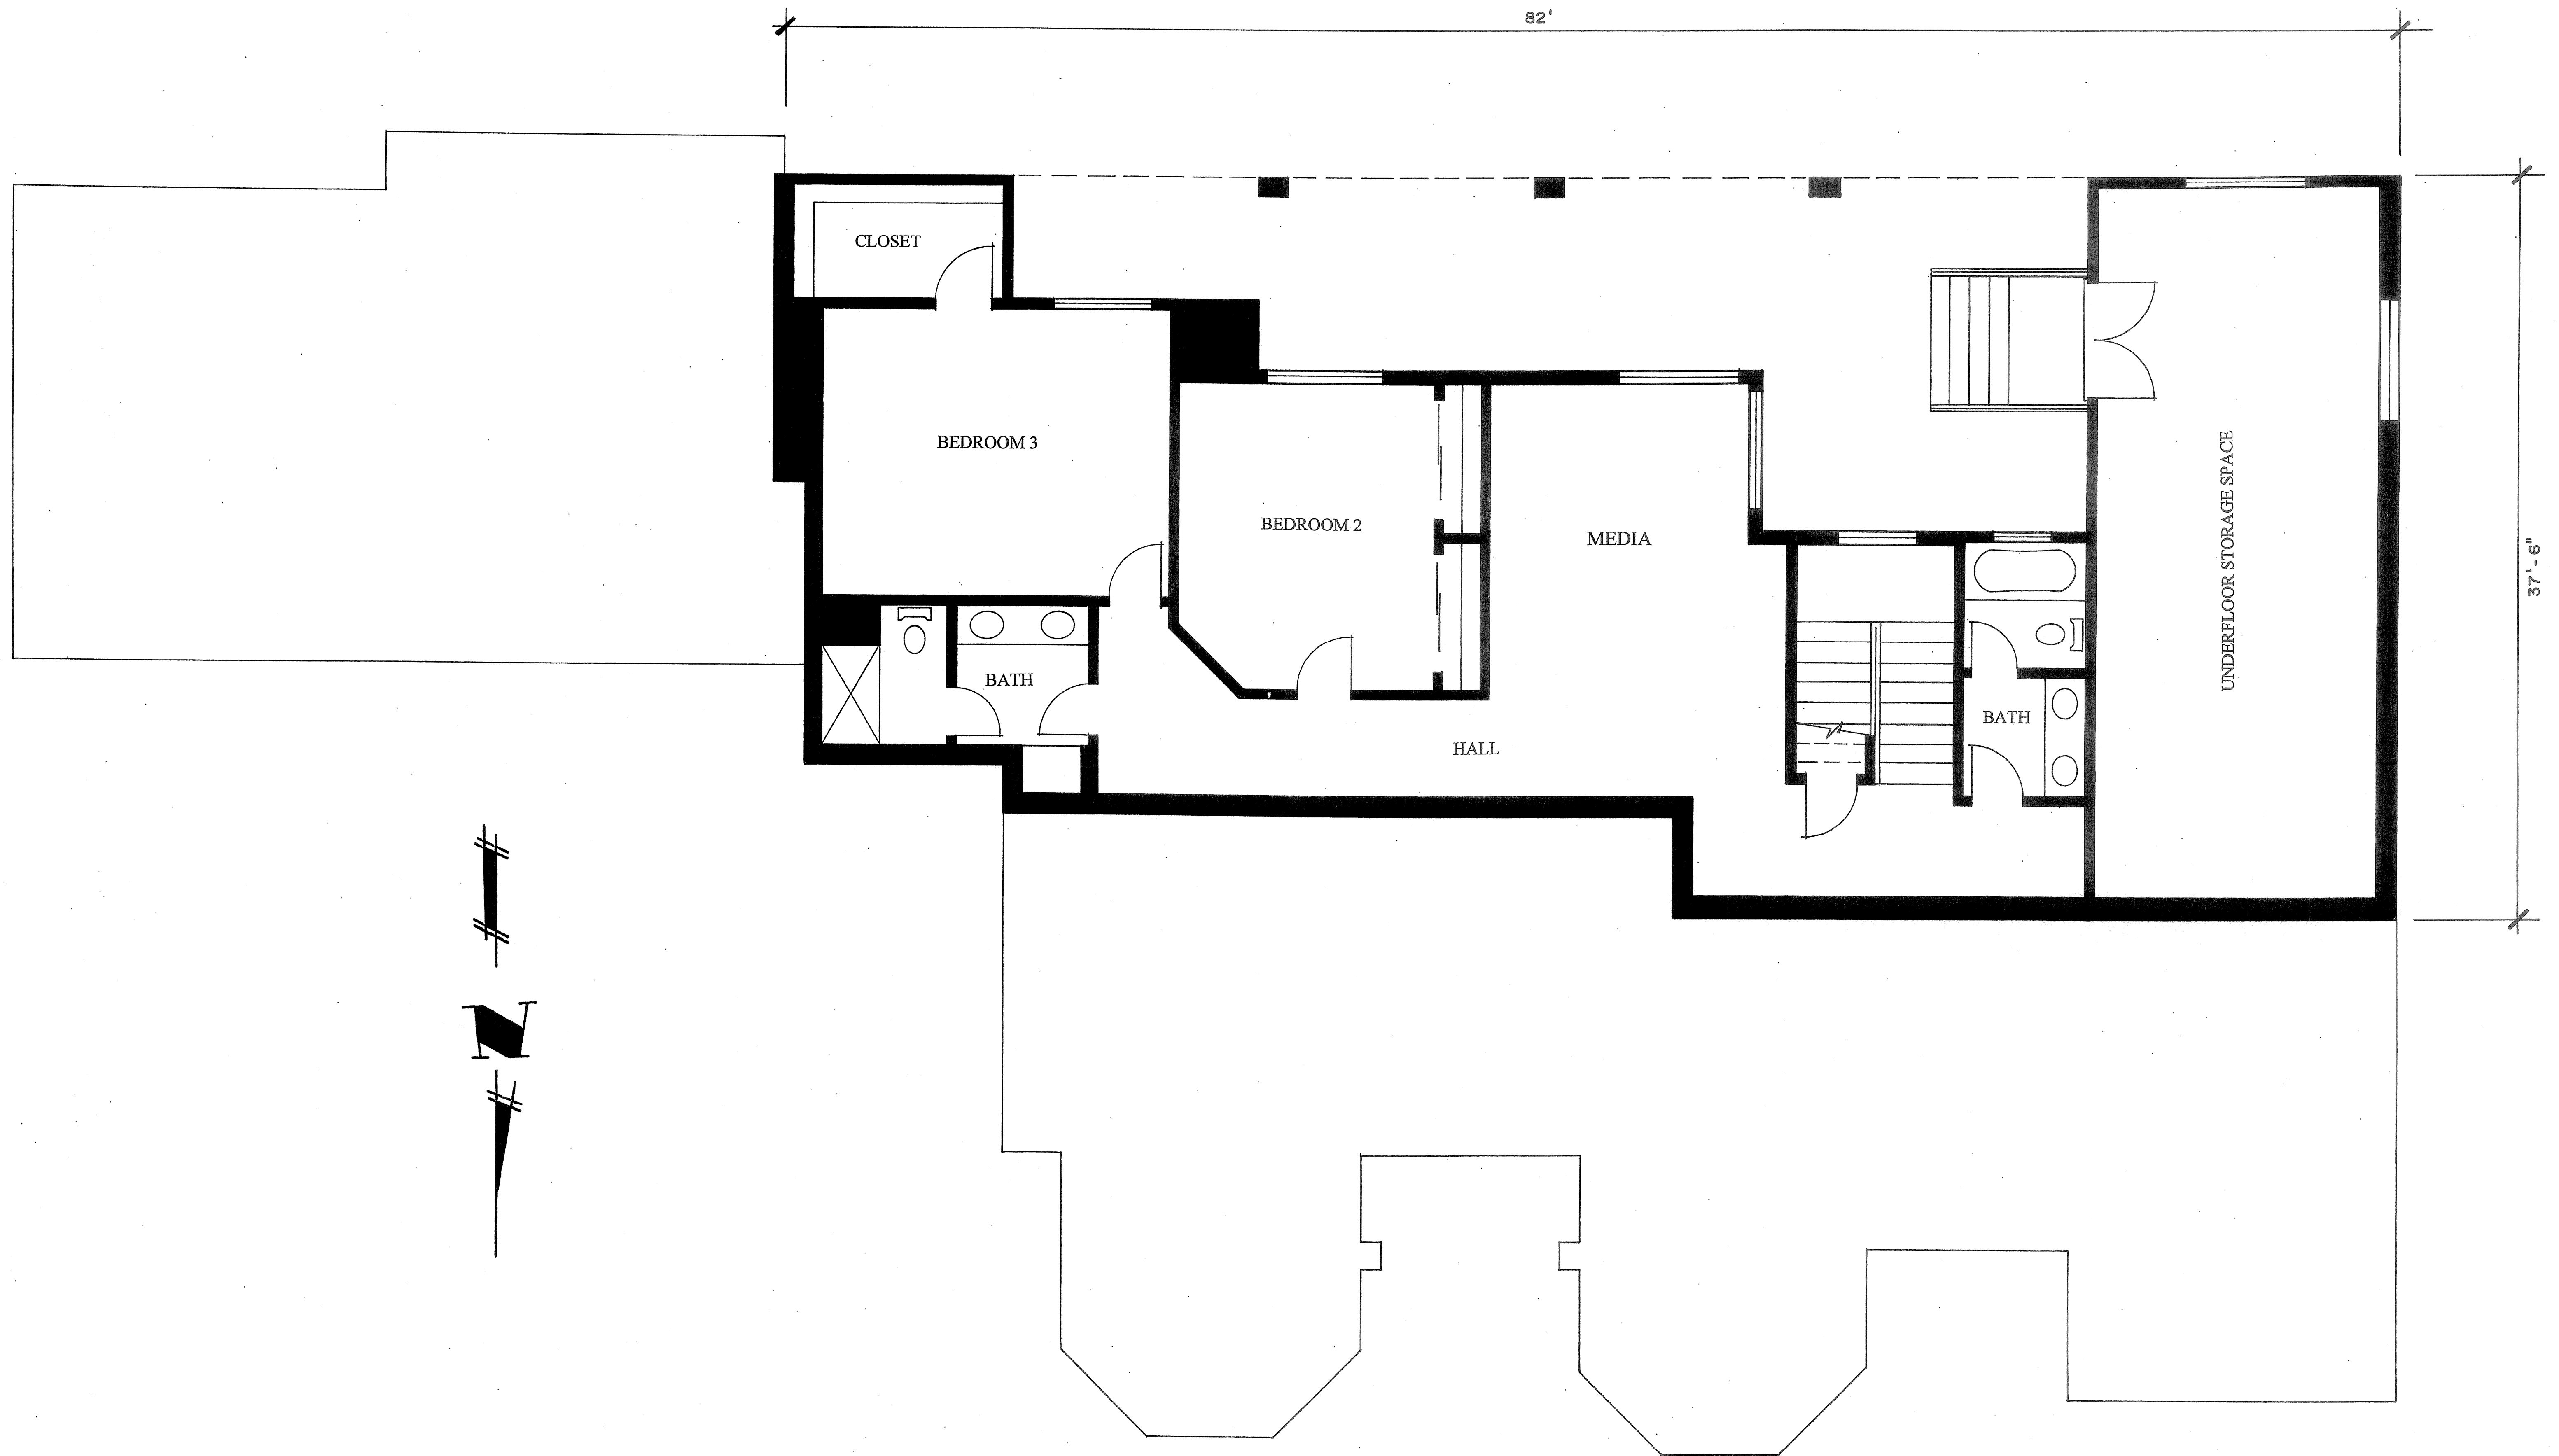 82'
CLOSET
BEDROOM 3
BEDROOM 2
MEDIA
UNDERFLOOR STORAGE SPACE
37'-6"
BATH
BATH
HALL
N